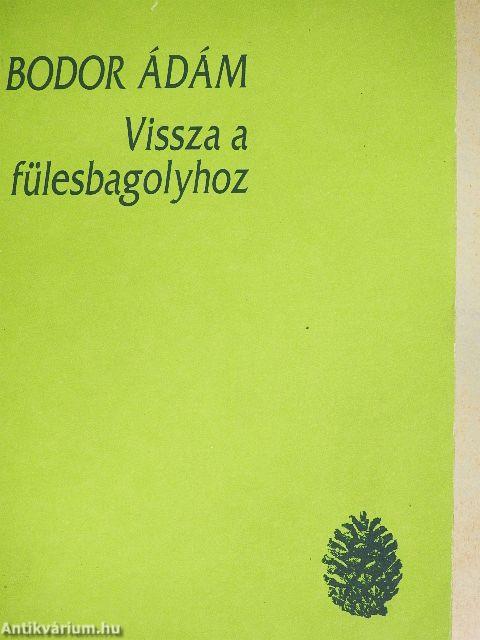 BODOR ÁDÁM
Vissza a
fülesbagolyhoz
Antikvárium.hu